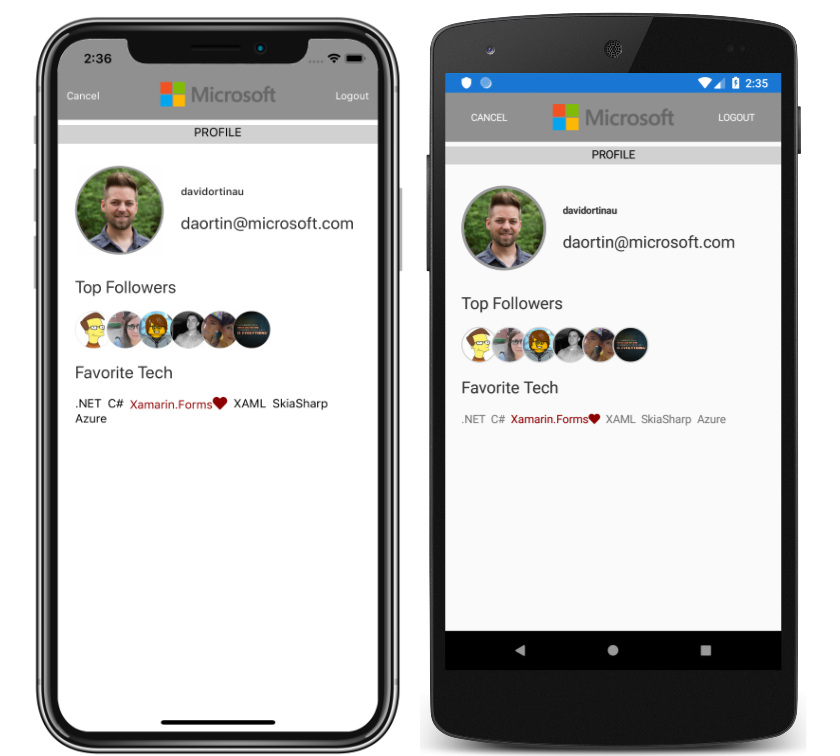 2:36
Cancel
Microsoft
Logout
PROFILE
davidortinau
daortin@microsoft.com
Top Followers
Favorite Tech
.NET C# Xamarin.Forms XAML SkiaSharp
Azure
2:35
CANCEL
Microsoft
LOGOUT
PROFILE
davidortinau
daortin@microsoft.com
Top Followers
Favorite Tech
.NET C# Xamarin.Forms XAML SkiaSharp Azure